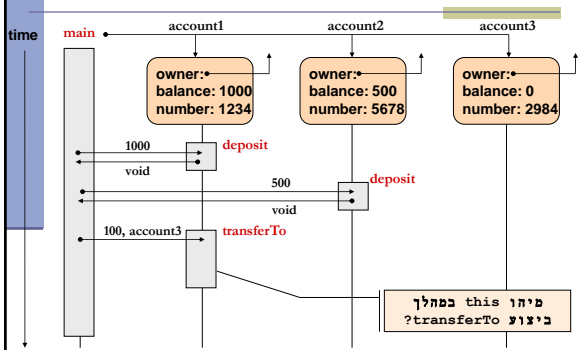 account1
account2
account3
time
main
owner:
balance: 1000
number: 1234
owner:
balance: 500
number: 5678
owner:
balance: 0
number: 2984
1000
deposit
void
500
deposit
void
100, account3
transferTo
מיהו this במהלך
ביצוע transferTo?